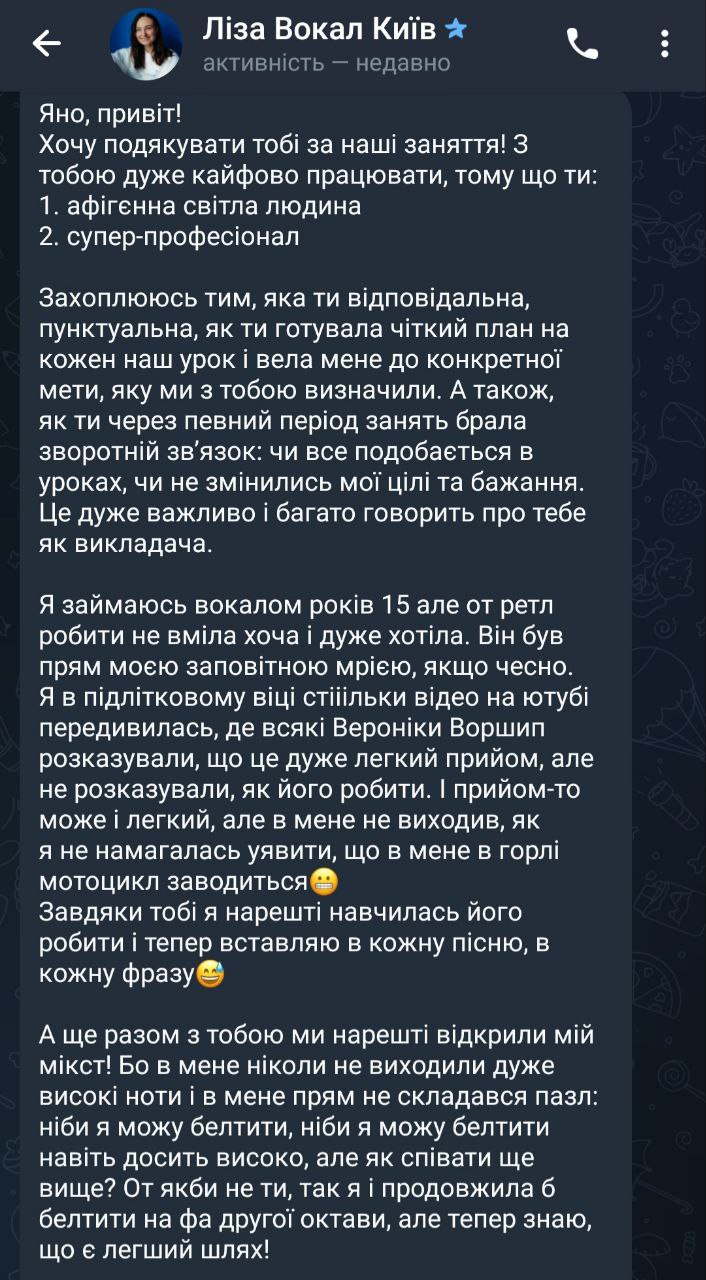 Ліза Вокал Київ
активність — недавно
Яно, привіт!
Хочу подякувати тобі за наші заняття! З
тобою дуже кайфово працювати, тому що ти:
1. афігєнна світла людина
2. супер-професіонал
Захоплююсь тим, яка ти відповідальна,
пунктуальна, як ти готувала чіткий план на
кожен наш урок і вела мене до конкретної
мети, яку ми з тобою визначили. А також,
як ти через певний період занять брала
зворотній зв’язок: чи все подобається в
уроках, чи не змінились мої цілі та бажання.
Це дуже важливо і багато говорить про тебе
як викладача.
Я займаюсь вокалом років 15 але от ретл
робити не вміла хоча і дуже хотіла. Він був
прям моєю заповітною мрією, якщо чесно.
Я в підлітковому віці стііільки відео на ютубі
передивилась, де всякі Вероніки Воршип
розказували, що це дуже легкий прийом, але
не розказували, як його робити. І прийом-то
може і легкий, але в мене не виходив, як
я не намагалась уявити, що в мене в горлі
мотоцикл заводиться😬
Завдяки тобі я нарешті навчилась його
робити і тепер вставляю в кожну пісню, в
кожну фразу😅
А ще разом з тобою ми нарешті відкрили мій
мікст! Бо в мене ніколи не виходили дуже
високі ноти і в мене прям не складався пазл:
ніби я можу белтити, ніби я можу белтити
навіть досить високо, але як співати ще
вище? От якби не ти, так я і продовжила б
белтити на фа другої октави, але тепер знаю,
що є легший шлях!